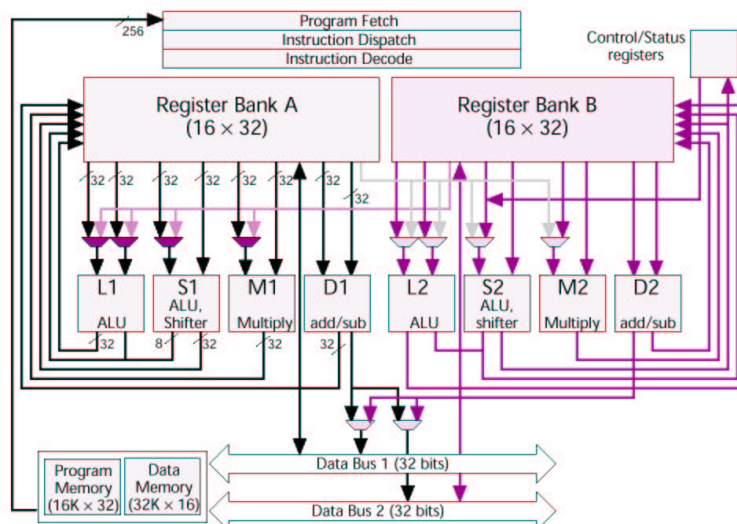 256
Program Fetch
Instruction Dispatch
Instruction Decode
Control/Status
registers
Register Bank A
(16 × 32)
Register Bank B
(16 × 32)
32 32 32 32 32 32 32 32
L1
ALU
S1
ALU,
Shifter
M1
Multiply
D1
add/sub
L2
ALU
S2
ALU,
shifter
M2
Multiply
D2
add/sub
32 8 32 32 32
Program
Memory
(16K × 32)
Data
Memory
(32K × 16)
Data Bus 1 (32 bits)
Data Bus 2 (32 bits)